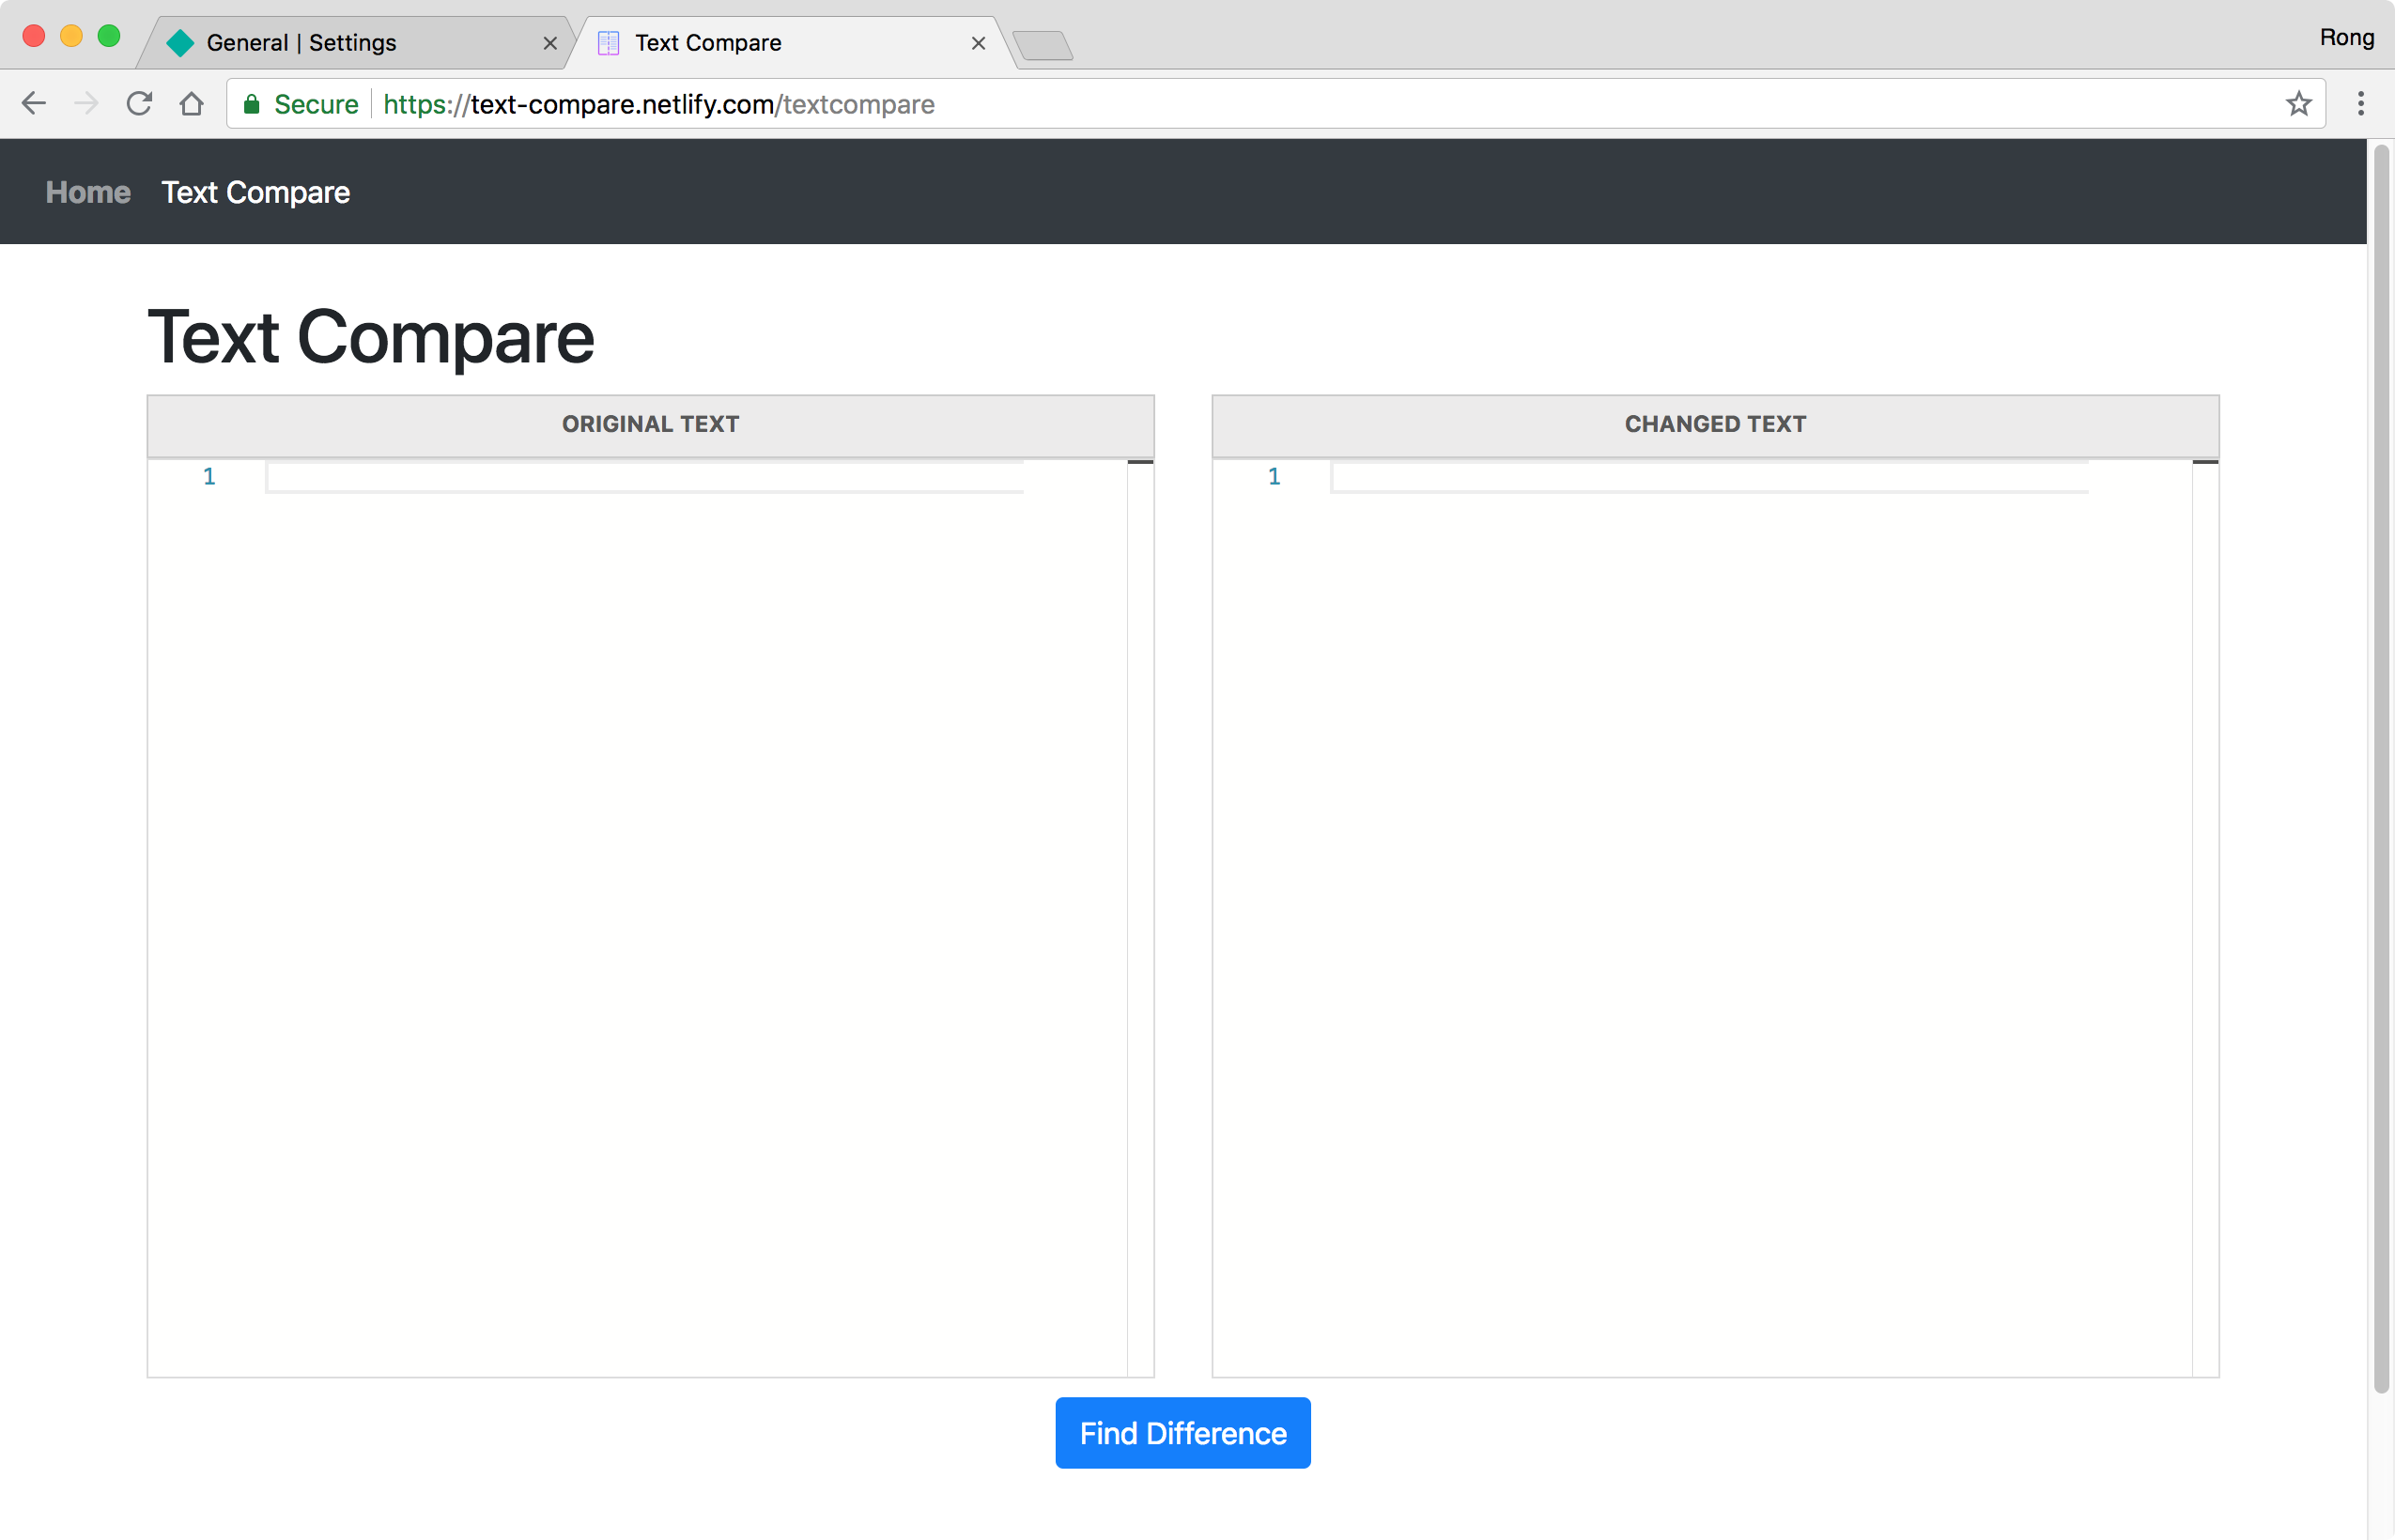 General | Settings
Text Compare
Rong
Secure
https://text-compare.netlify.com/textcompare
Home
Text Compare
Text Compare
ORIGINAL TEXT
CHANGED TEXT
1
1
Find Difference